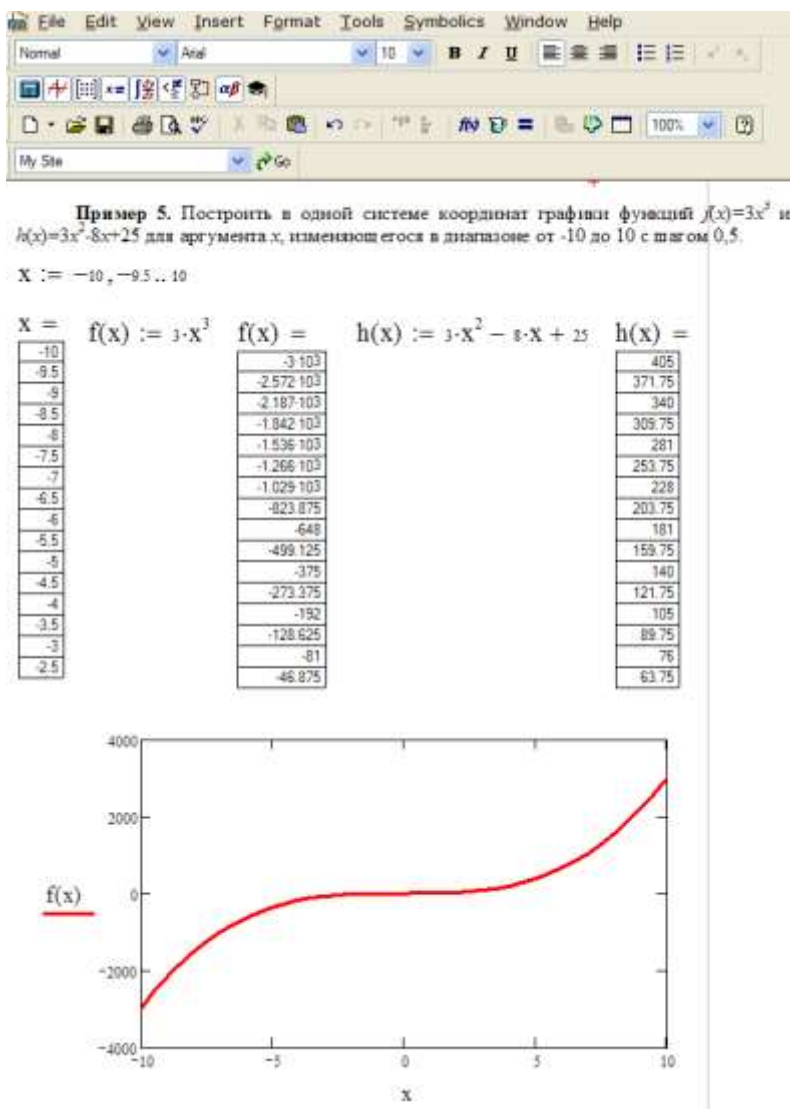 File Edit View Insert Format Tools Symbolics Window Help
Normal Arial 10 B I U
αβ
f(x) = 100%
My Site Go
Пример 5. Построить в одной системе координат графики функций f(x)=3x³ и
h(x)=3x²-8x+25 для аргумента x, изменяющегося в диапазоне от -10 до 10 с шагом 0,5.
x := −10 , −9.5 .. 10
x = f(x) := 3·x³ f(x) = h(x) := 3·x² − 8·x + 25 h(x) =
-10 -3·10³ 405
-9.5 -2.572·10³ 371.75
-9 -2.187·10³ 340
-8.5 -1.842·10³ 309.75
-8 -1.536·10³ 281
-7.5 -1.266·10³ 253.75
-7 -1.029·10³ 228
-6.5 -823.875 203.75
-6 -648 181
-5.5 -499.125 159.75
-5 -375 140
-4.5 -273.375 121.75
-4 -192 105
-3.5 -128.625 89.75
-3 -81 76
-2.5 -46.875 63.75
4000
2000
f(x) 0
−2000
−4000
−10 −5 0 5 10
x